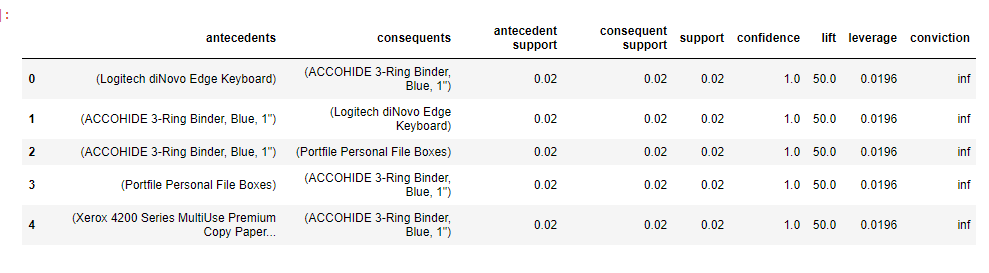 :
antecedents consequents antecedent support consequent support support confidence lift leverage conviction
0 (Logitech diNovo Edge Keyboard) (ACCOHIDE 3-Ring Binder, Blue, 1") 0.02 0.02 0.02 1.0 50.0 0.0196 inf
1 (ACCOHIDE 3-Ring Binder, Blue, 1") (Logitech diNovo Edge Keyboard) 0.02 0.02 0.02 1.0 50.0 0.0196 inf
2 (ACCOHIDE 3-Ring Binder, Blue, 1") (Portfile Personal File Boxes) 0.02 0.02 0.02 1.0 50.0 0.0196 inf
3 (Portfile Personal File Boxes) (ACCOHIDE 3-Ring Binder, Blue, 1") 0.02 0.02 0.02 1.0 50.0 0.0196 inf
4 (Xerox 4200 Series MultiUse Premium Copy Paper... (ACCOHIDE 3-Ring Binder, Blue, 1") 0.02 0.02 0.02 1.0 50.0 0.0196 inf